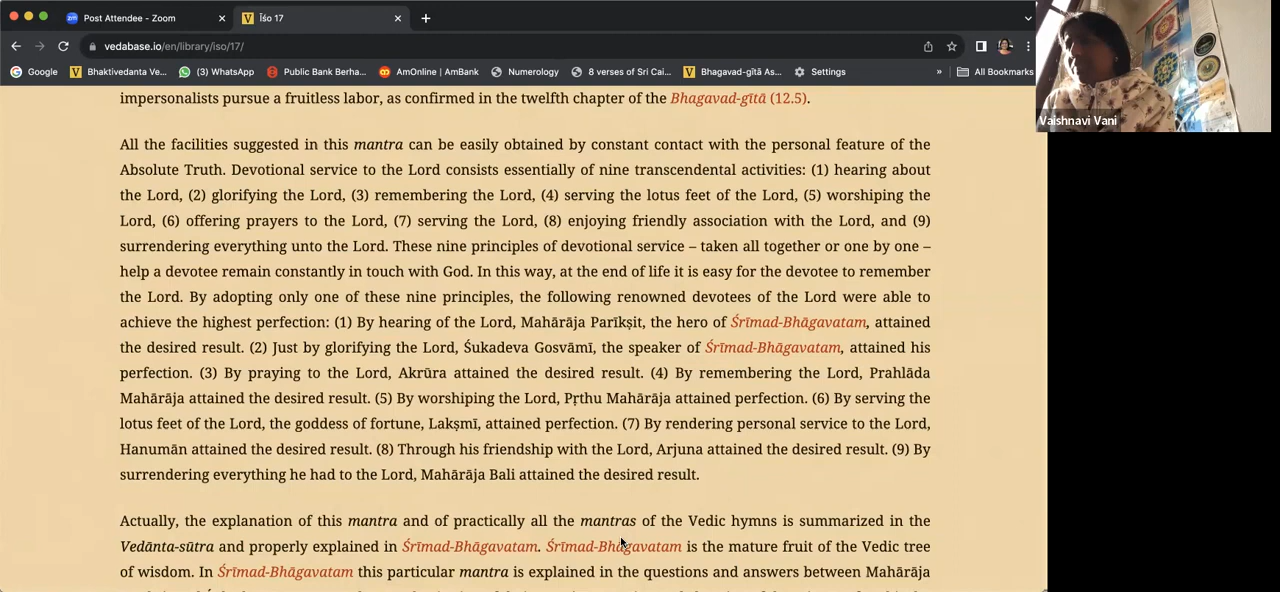 Post Attendee - Zoom
Īśo 17
vedabase.io/en/library/iso/17/
Google
Bhaktivedanta Ve...
(3) WhatsApp
Public Bank Berha...
AmOnline | AmBank
Numerology
8 verses of Sri Cai...
Bhagavad-gītā As...
Settings
»
All Bookmarks
Vaishnavi Vani
impersonalists pursue a fruitless labor, as confirmed in the twelfth chapter of the Bhagavad-gītā (12.5).
All the facilities suggested in this mantra can be easily obtained by constant contact with the personal feature of the
Absolute Truth. Devotional service to the Lord consists essentially of nine transcendental activities: (1) hearing about
the Lord, (2) glorifying the Lord, (3) remembering the Lord, (4) serving the lotus feet of the Lord, (5) worshiping the
Lord, (6) offering prayers to the Lord, (7) serving the Lord, (8) enjoying friendly association with the Lord, and (9)
surrendering everything unto the Lord. These nine principles of devotional service – taken all together or one by one –
help a devotee remain constantly in touch with God. In this way, at the end of life it is easy for the devotee to remember
the Lord. By adopting only one of these nine principles, the following renowned devotees of the Lord were able to
achieve the highest perfection: (1) By hearing of the Lord, Mahārāja Parīkṣit, the hero of Śrīmad-Bhāgavatam, attained
the desired result. (2) Just by glorifying the Lord, Śukadeva Gosvāmī, the speaker of Śrīmad-Bhāgavatam, attained his
perfection. (3) By praying to the Lord, Akrūra attained the desired result. (4) By remembering the Lord, Prahlāda
Mahārāja attained the desired result. (5) By worshiping the Lord, Pṛthu Mahārāja attained perfection. (6) By serving the
lotus feet of the Lord, the goddess of fortune, Lakṣmī, attained perfection. (7) By rendering personal service to the Lord,
Hanumān attained the desired result. (8) Through his friendship with the Lord, Arjuna attained the desired result. (9) By
surrendering everything he had to the Lord, Mahārāja Bali attained the desired result.
Actually, the explanation of this mantra and of practically all the mantras of the Vedic hymns is summarized in the
Vedānta-sūtra and properly explained in Śrīmad-Bhāgavatam. Śrīmad-Bhāgavatam is the mature fruit of the Vedic tree
of wisdom. In Śrīmad-Bhāgavatam this particular mantra is explained in the questions and answers between Mahārāja